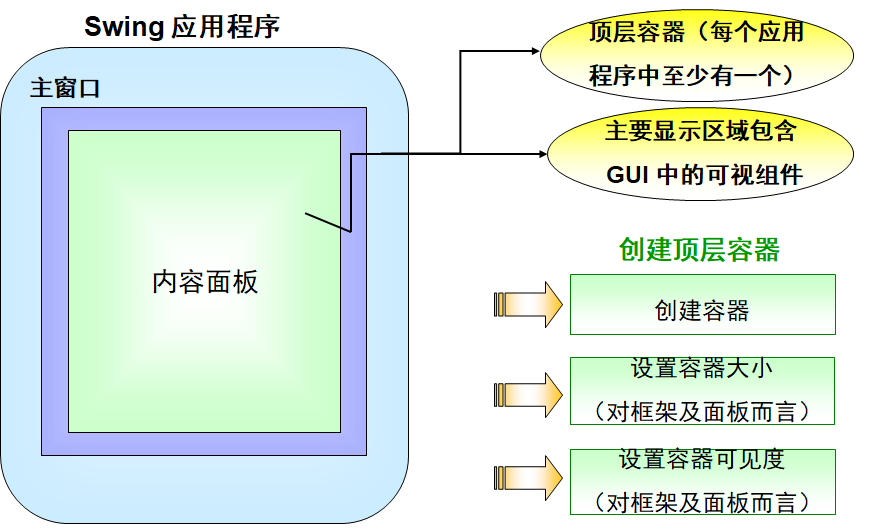 Swing 应用程序
主窗口
内容面板
顶层容器（每个应用
程序中至少有一个）
主要显示区域包含
GUI 中的可视组件
创建顶层容器
创建容器
设置容器大小
（对框架及面板而言）
设置容器可见度
（对框架及面板而言）